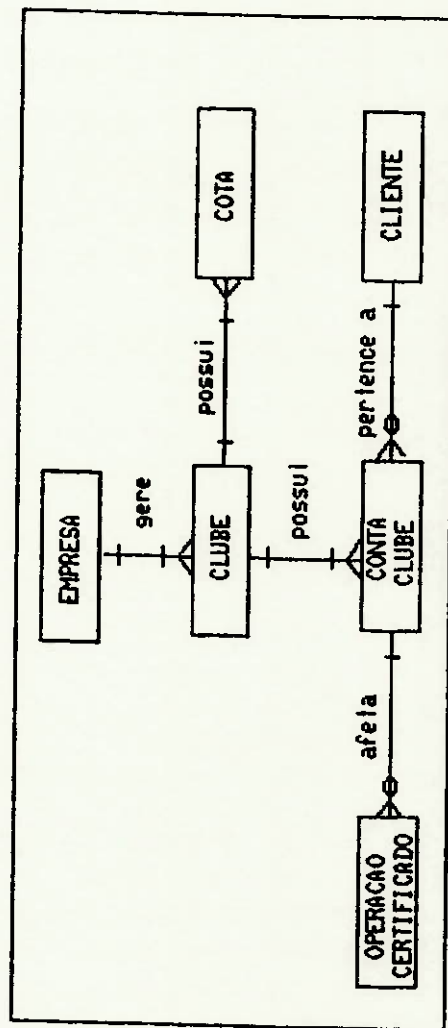 EMPRESA
gere
CLUBE
possui
COTA
possui
OPERACAO
CERTIFICADO
afeta
CONTA
CLUBE
pertence a
CLIENTE